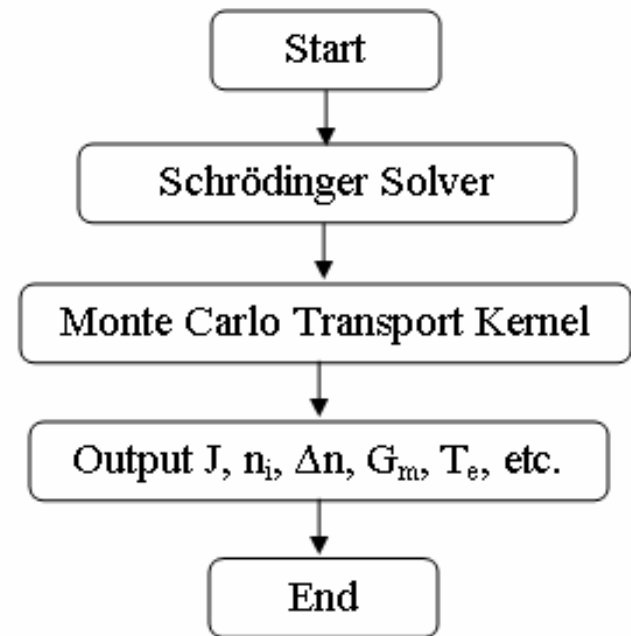 Start
Schrödinger Solver
Monte Carlo Transport Kernel
Output J, nᵢ, Δn, Gₘ, Tₑ, etc.
End